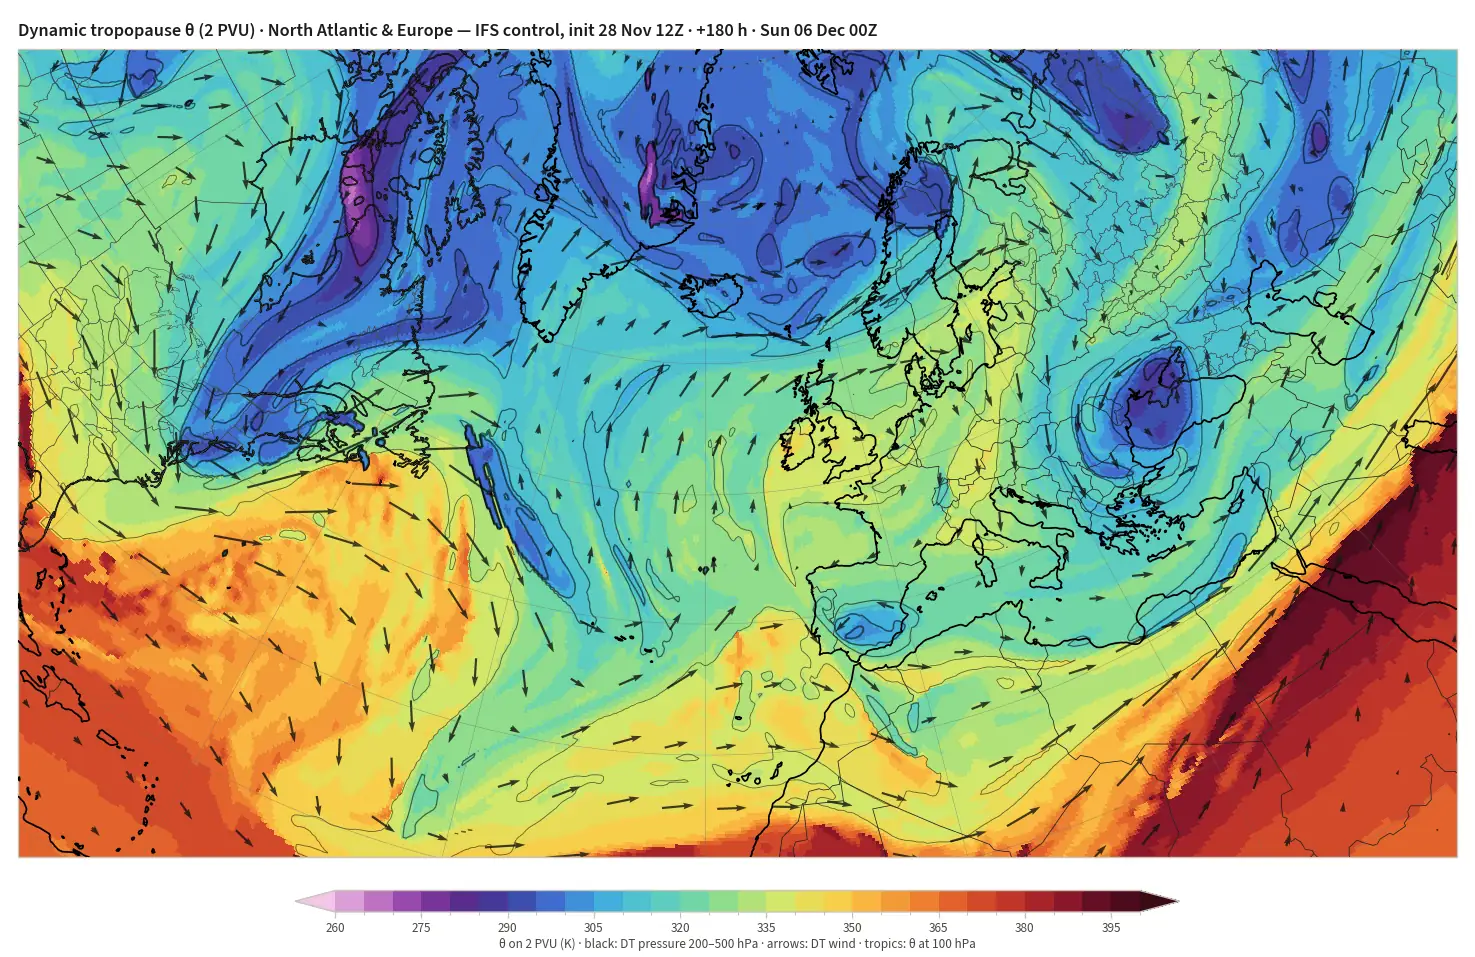 Dynamic tropopause θ (2 PVU) · North Atlantic & Europe — IFS control, init 28 Nov 12Z · +180 h · Sun 06 Dec 00Z
260 275 290 305 320 335 350 365 380 395
θ on 2 PVU (K) · black: DT pressure 200–500 hPa · arrows: DT wind · tropics: θ at 100 hPa